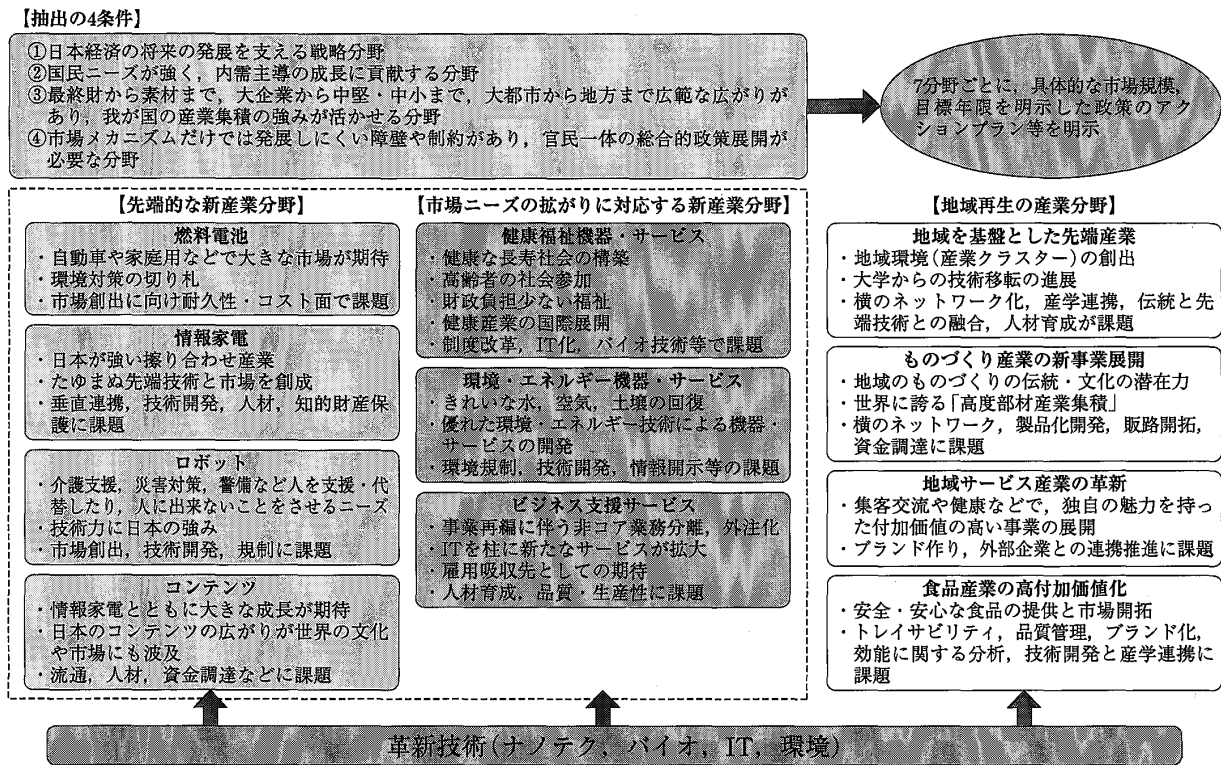 【抽出の4条件】
①日本経済の将来の発展を支える戦略分野
②国民ニーズが強く，内需主導の成長に貢献する分野
③最終財から素材まで，大企業から中堅・中小まで，大都市から地方まで広範な広がりが
あり，我が国の産業集積の強みが活かせる分野
④市場メカニズムだけでは発展しにくい障壁や制約があり，官民一体の総合的政策展開が
必要な分野
7分野ごとに，具体的な市場規模，
目標年限を明示した政策のアク
ションプラン等を明示
【先端的な新産業分野】
燃料電池
・自動車や家庭用などで大きな市場が期待
・環境対策の切り札
・市場創出に向け耐久性・コスト面で課題
情報家電
・日本が強い擦り合わせ産業
・たゆまぬ先端技術と市場を創成
・垂直連携，技術開発，人材，知的財産保
護に課題
ロボット
・介護支援，災害対策，警備など人を支援・代
替したり，人に出来ないことをさせるニーズ
・技術力に日本の強み
・市場創出，技術開発，規制に課題
コンテンツ
・情報家電とともに大きな成長が期待
・日本のコンテンツの広がりが世界の文化
や市場にも波及
・流通，人材，資金調達などに課題
【市場ニーズの拡がりに対応する新産業分野】
健康福祉機器・サービス
・健康な長寿社会の構築
・高齢者の社会参加
・財政負担少ない福祉
・健康産業の国際展開
・制度改革，IT化，バイオ技術等で課題
環境・エネルギー機器・サービス
・きれいな水，空気，土壌の回復
・優れた環境・エネルギー技術による機器・
サービスの開発
・環境規制，技術開発，情報開示等の課題
ビジネス支援サービス
・事業再編に伴う非コア業務分離，外注化
・ITを柱に新たなサービスが拡大
・雇用吸収先としての期待
・人材育成，品質・生産性に課題
【地域再生の産業分野】
地域を基盤とした先端産業
・地域環境（産業クラスター）の創出
・大学からの技術移転の進展
・横のネットワーク化，産学連携，伝統と先
端技術との融合，人材育成が課題
ものづくり産業の新事業展開
・地域のものづくりの伝統・文化の潜在力
・世界に誇る「高度部材産業集積」
・横のネットワーク，製品化開発，販路開拓，
資金調達に課題
地域サービス産業の革新
・集客交流や健康などで，独自の魅力を持っ
た付加価値の高い事業の展開
・ブランド作り，外部企業との連携推進に課題
食品産業の高付加価値化
・安全・安心な食品の提供と市場開拓
・トレイサビリティ，品質管理，ブランド化，
効能に関する分析，技術開発と産学連携に
課題
革新技術（ナノテク，バイオ，IT，環境）